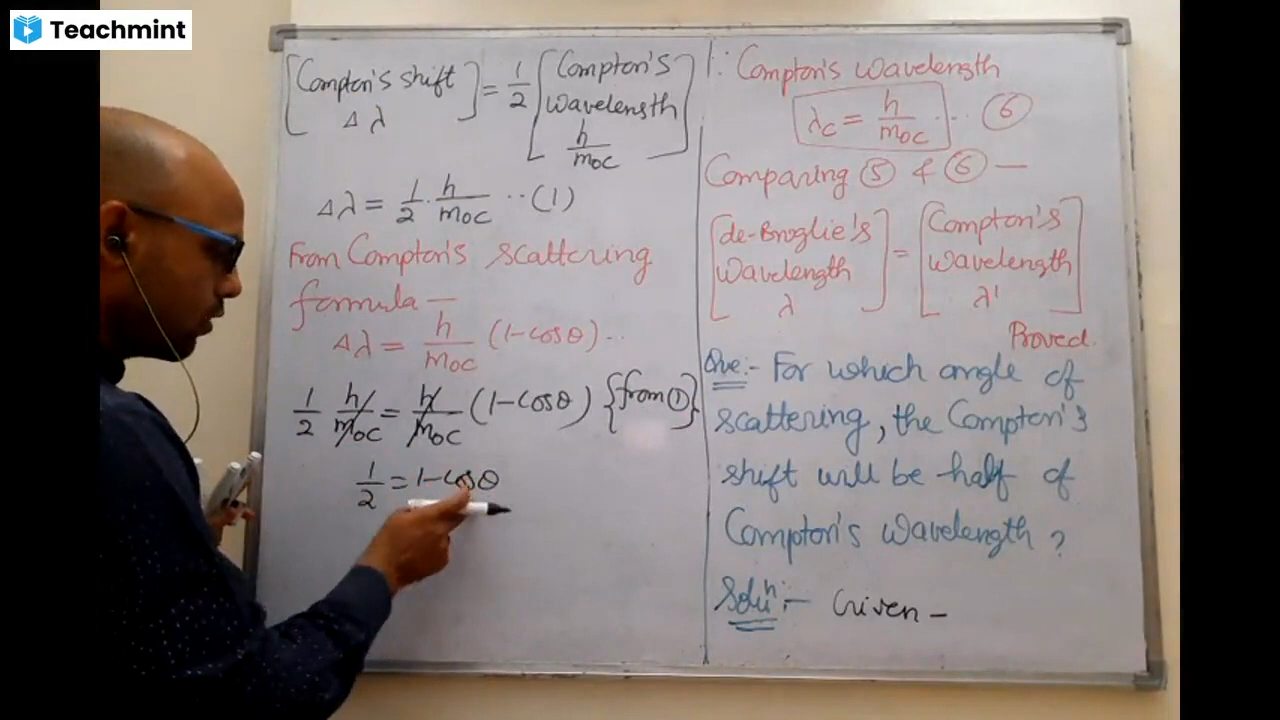 Teachmint
[Compton's shift Δλ] = 1/2 [Compton's wavelength h/m₀c]
Δλ = 1/2 · h/m₀c ··(1)
From Compton's scattering
formula —
Δλ = h/m₀c (1-cosθ)··
1/2 h/m₀c = h/m₀c (1-cosθ) {from ①}
1/2 = 1-cosθ
∵ Compton's wavelength
λc = h/m₀c ··· ⑥
Comparing ⑤ & ⑥ —
[de-Broglie's wavelength λ] = [Compton's wavelength λ']
Proved.
Que:- For which angle of
scattering, the Compton's
shift will be half of
Compton's wavelength ?
Soluⁿ:- Given -